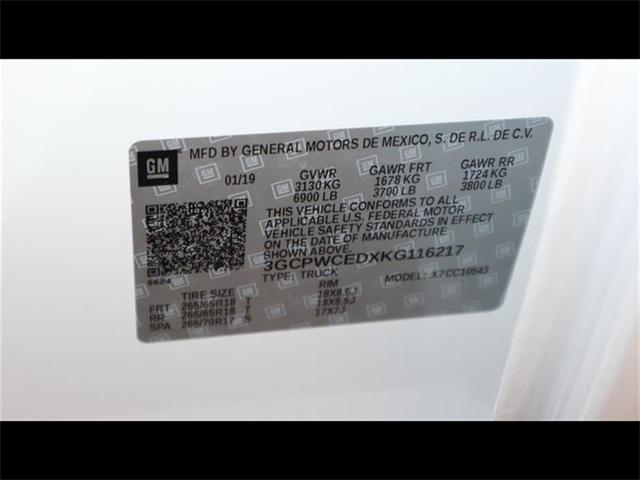 GM
MFD BY GENERAL MOTORS DE MEXICO, S. DE R.L. DE C.V.
01/19 GVWR GAWR FRT GAWR RR
3130 KG 1678 KG 1724 KG
6900 LB 3700 LB 3800 LB
THIS VEHICLE CONFORMS TO ALL
APPLICABLE U.S. FEDERAL MOTOR
VEHICLE SAFETY STANDARDS IN EFFECT
ON THE DATE OF MANUFACTURE SHOWN ABOVE.
3GCPWCEDXKG116217
TYPE: TRUCK MODEL: X7CC10543
9624
TIRE SIZE RIM
FRT 265/65R18 T 18X8.5J
RR 265/65R18 T 18X8.5J
SPA 265/70R17 S 17X7J